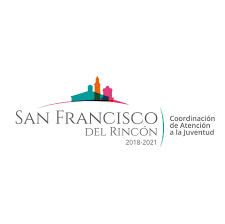 SAN FRANCISCO
DEL RINCÓN
2018-2021
Coordinación
de Atención
a la Juventud